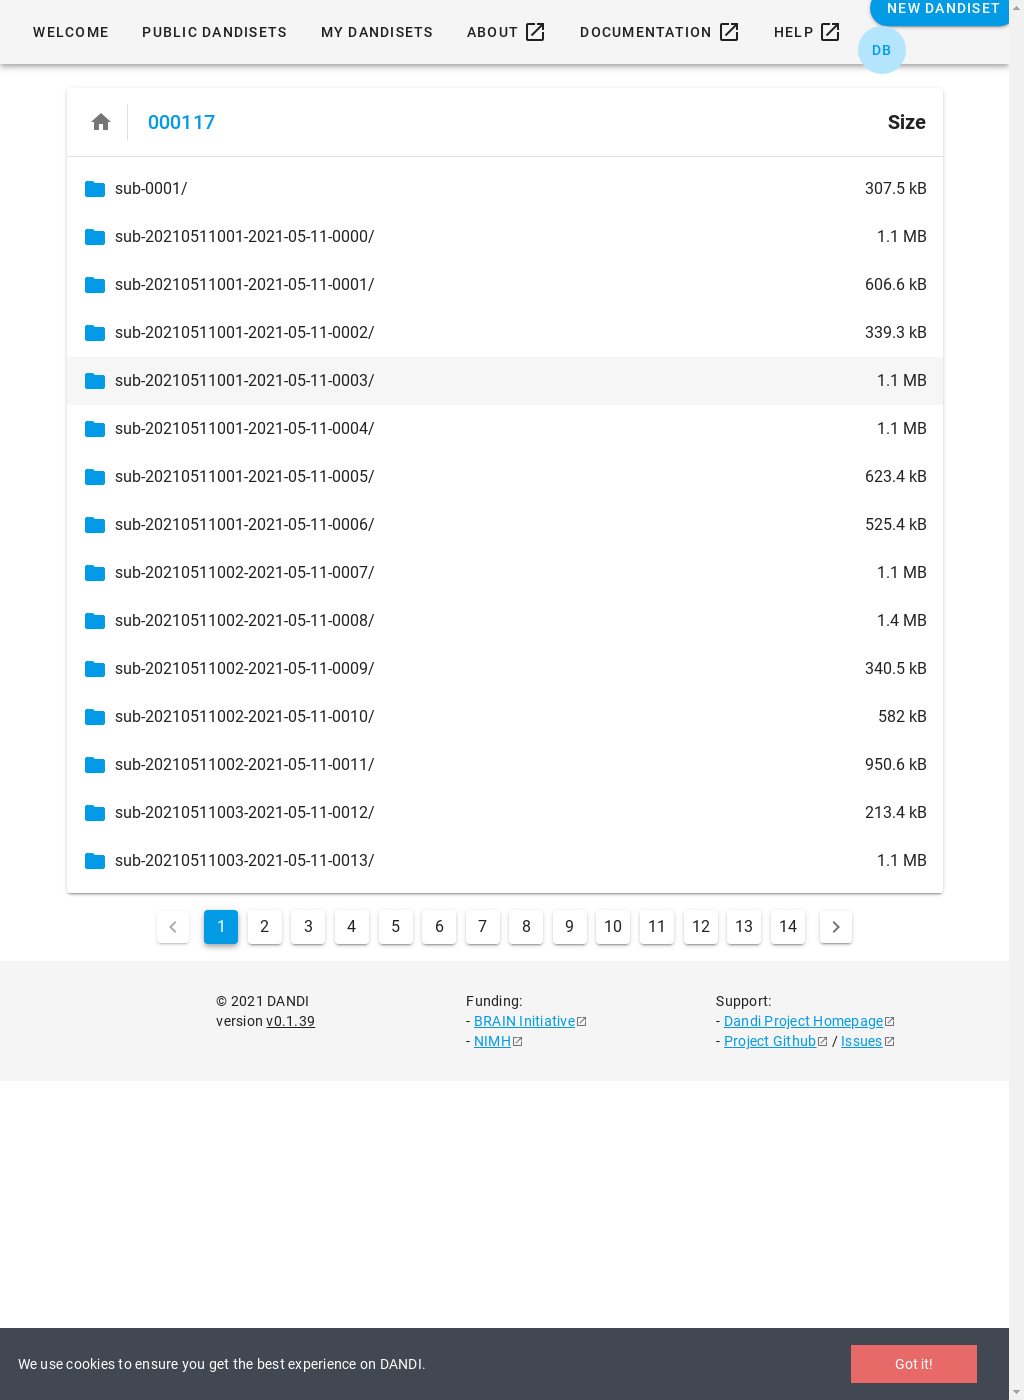 WELCOME PUBLIC DANDISETS MY DANDISETS ABOUT DOCUMENTATION HELP NEW DANDISET
DB
000117 Size
sub-0001/ 307.5 kB
sub-20210511001-2021-05-11-0000/ 1.1 MB
sub-20210511001-2021-05-11-0001/ 606.6 kB
sub-20210511001-2021-05-11-0002/ 339.3 kB
sub-20210511001-2021-05-11-0003/ 1.1 MB
sub-20210511001-2021-05-11-0004/ 1.1 MB
sub-20210511001-2021-05-11-0005/ 623.4 kB
sub-20210511001-2021-05-11-0006/ 525.4 kB
sub-20210511002-2021-05-11-0007/ 1.1 MB
sub-20210511002-2021-05-11-0008/ 1.4 MB
sub-20210511002-2021-05-11-0009/ 340.5 kB
sub-20210511002-2021-05-11-0010/ 582 kB
sub-20210511002-2021-05-11-0011/ 950.6 kB
sub-20210511003-2021-05-11-0012/ 213.4 kB
sub-20210511003-2021-05-11-0013/ 1.1 MB
1 2 3 4 5 6 7 8 9 10 11 12 13 14
© 2021 DANDI
version v0.1.39
Funding:
- BRAIN Initiative
- NIMH
Support:
- Dandi Project Homepage
- Project Github / Issues
We use cookies to ensure you get the best experience on DANDI. Got it!